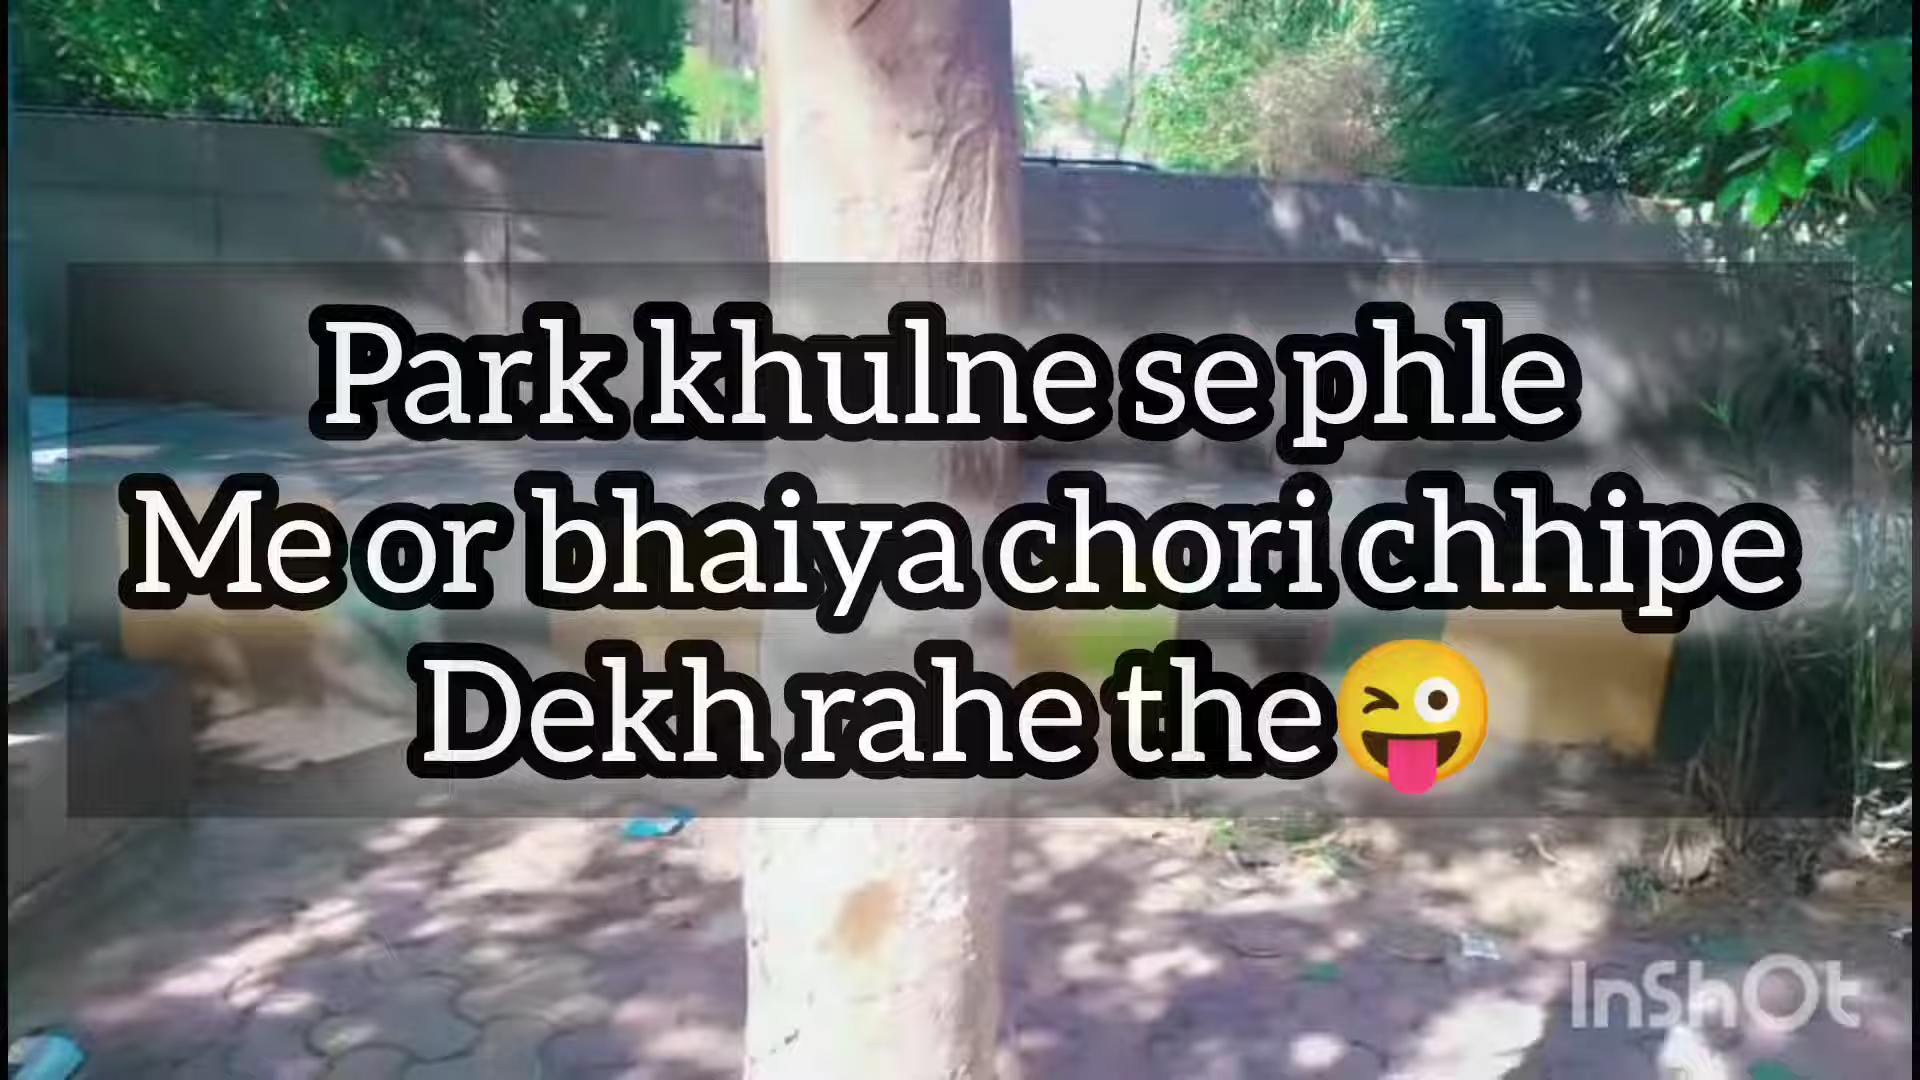 Park khulne se phle
Me or bhaiya chori chhipe
Dekh rahe the😜
InShOt